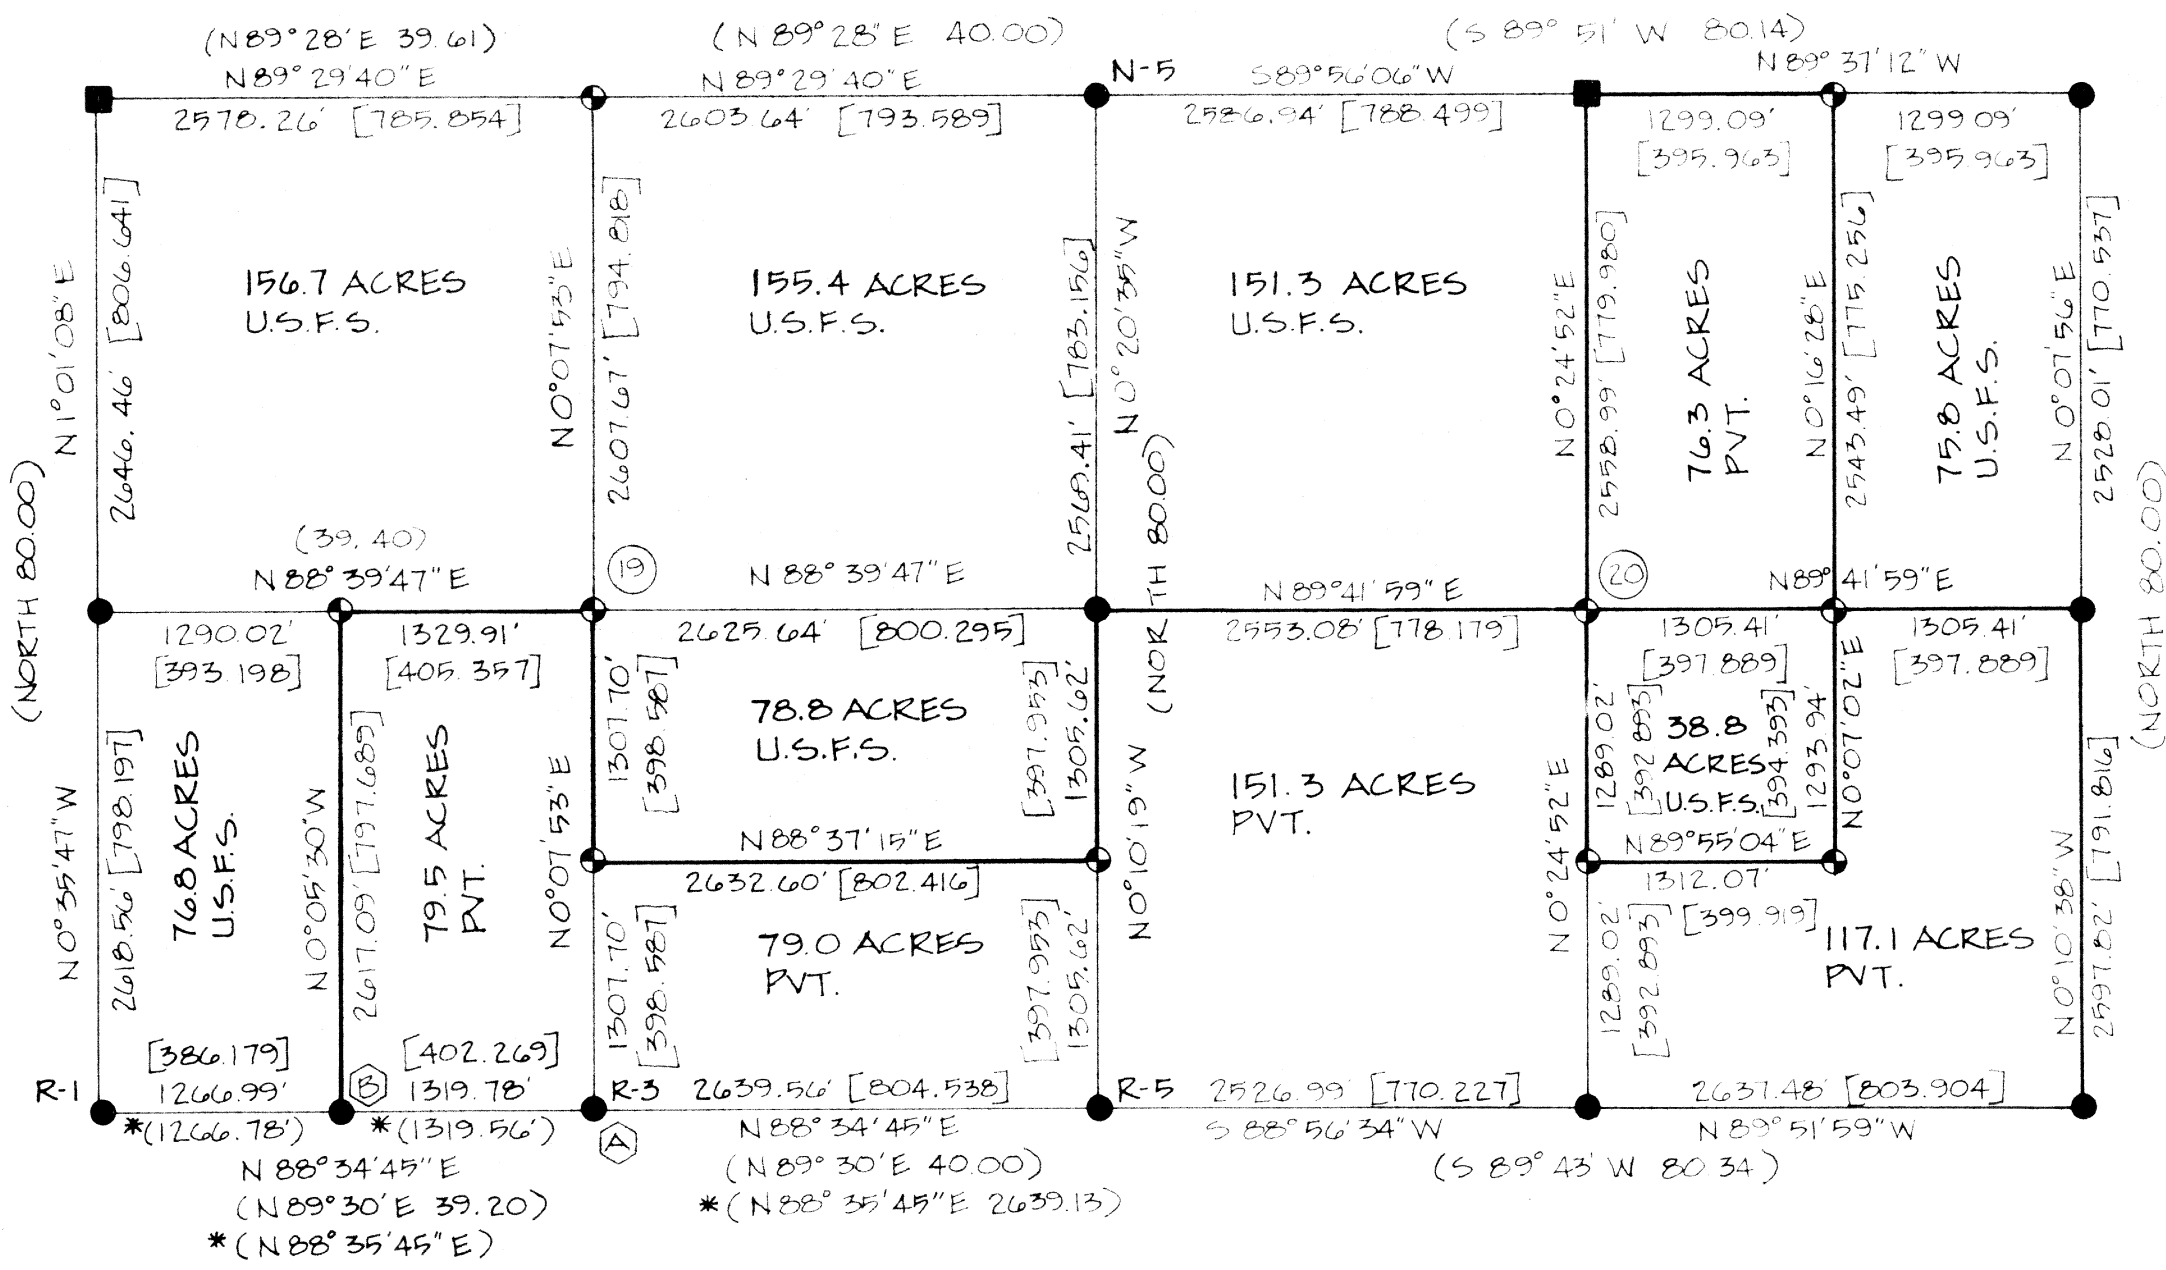 (N89°28'E 39.61)
N89°29'40"E
2578.26' [785.854]
(N89°28'E 40.00)
N89°29'40"E
2603.64' [793.589]
N-5
(S 89° 51' W 80.14)
S89°56'06"W
2586.94' [788.499]
N89°37'12"W
1299.09'
[395.963]
1299 09'
[395.963]
(NORTH 80.00)
N1°01'08"E
2646.46' [806.641]
156.7 ACRES
U.S.F.S.
N0°07'53"E
2607.67' [794.818]
155.4 ACRES
U.S.F.S.
2569.41' [783.156]
N0°20'35"W
(NORTH 80.00)
151.3 ACRES
U.S.F.S.
N0°24'52"E
2558.99' [779.980]
76.3 ACRES
PVT.
N0°16'28"E
2543.49' [775.256]
75.8 ACRES
U.S.F.S.
N0°07'56"E
2528.01' [770.537]
(NORTH 80.00)
(39.40)
N88°39'47"E
19
N88°39'47"E
N89°41'59"E
20
N89°41'59"E
1290.02'
[393.198]
1329.91'
[405.357]
2625.64' [800.295]
2553.08' [778.179]
1305.41'
[397.889]
1305.41'
[397.889]
N0°35'47"W
2618.56' [798.197]
76.8 ACRES
U.S.F.S.
N0°05'30"W
2617.09' [797.689]
79.5 ACRES
PVT.
N0°07'53"E
1307.70'
[398.587]
78.8 ACRES
U.S.F.S.
[397.953]
1305.62'
N88°37'15"E
2632.60' [802.416]
N0°10'19"W
151.3 ACRES
PVT.
N0°24'52"E
1289.02'
[392 893]
38.8
ACRES
U.S.F.S.
[394.393]
1293.94'
N0°07'02"E
N89°55'04"E
1312.07'
[399.919]
N0°10'38"W
2597.82' [791.816]
1307.70'
[398.587]
79.0 ACRES
PVT.
[397.953]
1305.62'
1289.02'
[392.893]
117.1 ACRES
PVT.
[386.179]
[402.269]
R-1
1266.99'
B
1319.78'
R-3
2639.56' [804.538]
R-5
2526.99' [770.227]
2637.48' [803.904]
*(1266.78')
*(1319.56')
A
N88°34'45"E
S 88°56'34"W
N89°51'59"W
N88°34'45"E
(N89°30'E 40.00)
(S 89°43' W 80 34)
(N89°30'E 39.20)
*(N88°35'45"E 2639.13)
*(N88°35'45"E)